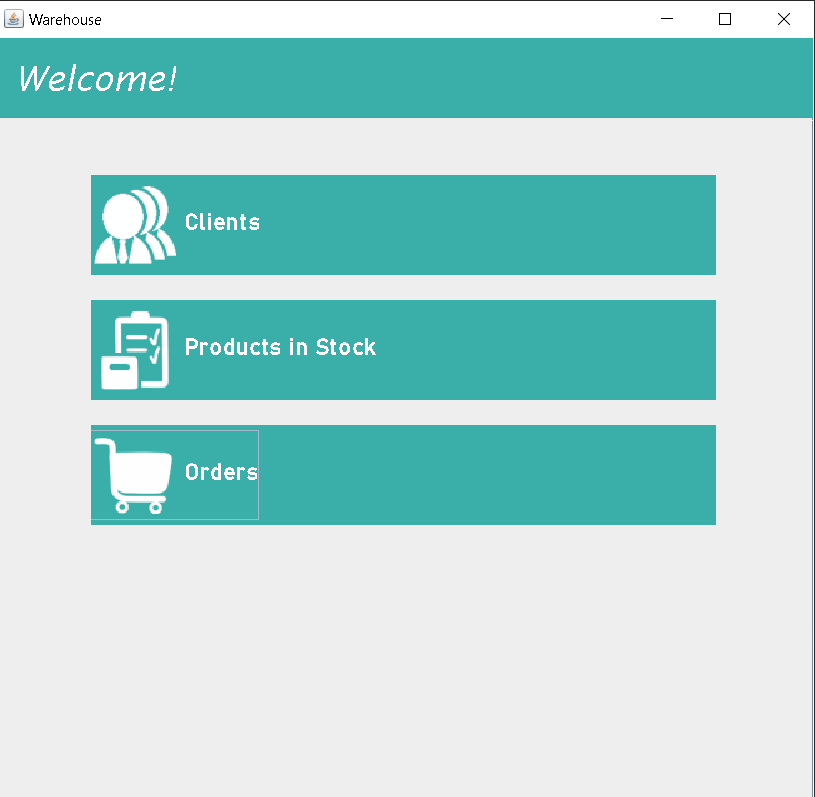 Warehouse
Welcome!
Clients
Products in Stock
Orders